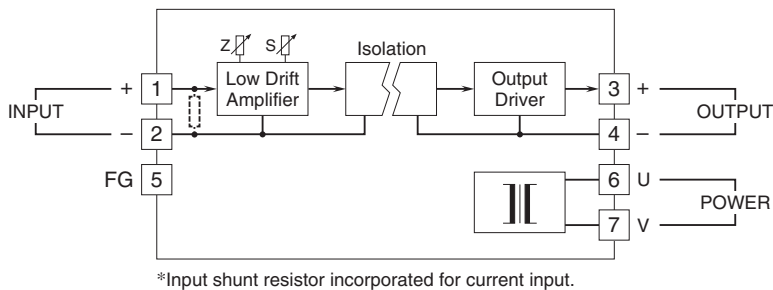 Isolation
Z
S
Low Drift
Amplifier
Output
Driver
INPUT
+ 1
− 2
3 +
4 −
OUTPUT
FG 5
6 U
7 V
POWER
*Input shunt resistor incorporated for current input.